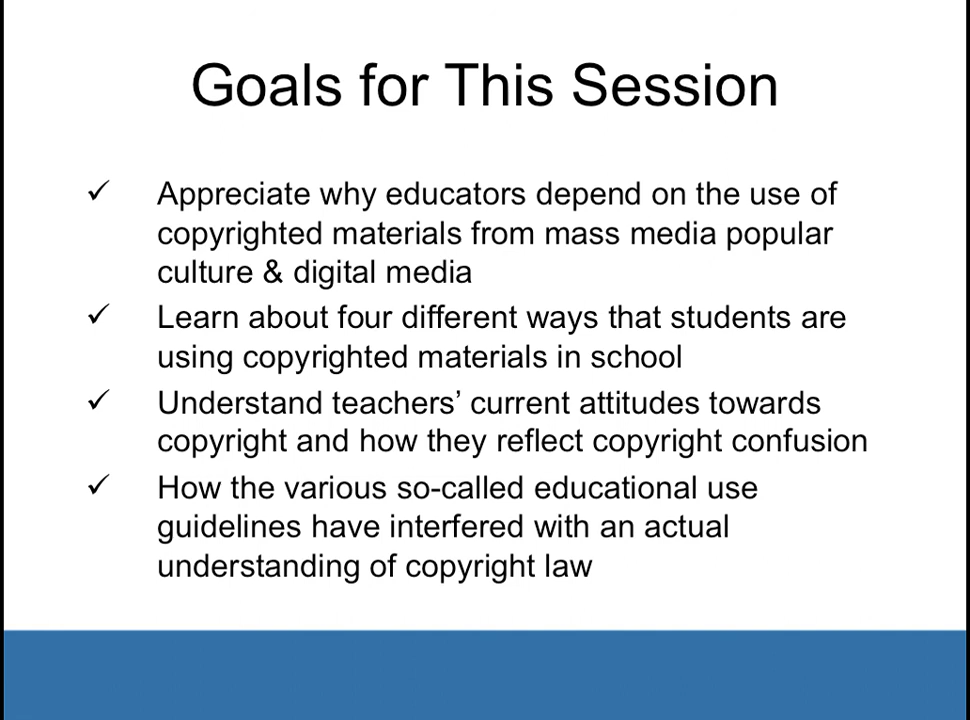 Goals for This Session
✓ Appreciate why educators depend on the use of
copyrighted materials from mass media popular
culture & digital media
✓ Learn about four different ways that students are
using copyrighted materials in school
✓ Understand teachers’ current attitudes towards
copyright and how they reflect copyright confusion
✓ How the various so-called educational use
guidelines have interfered with an actual
understanding of copyright law